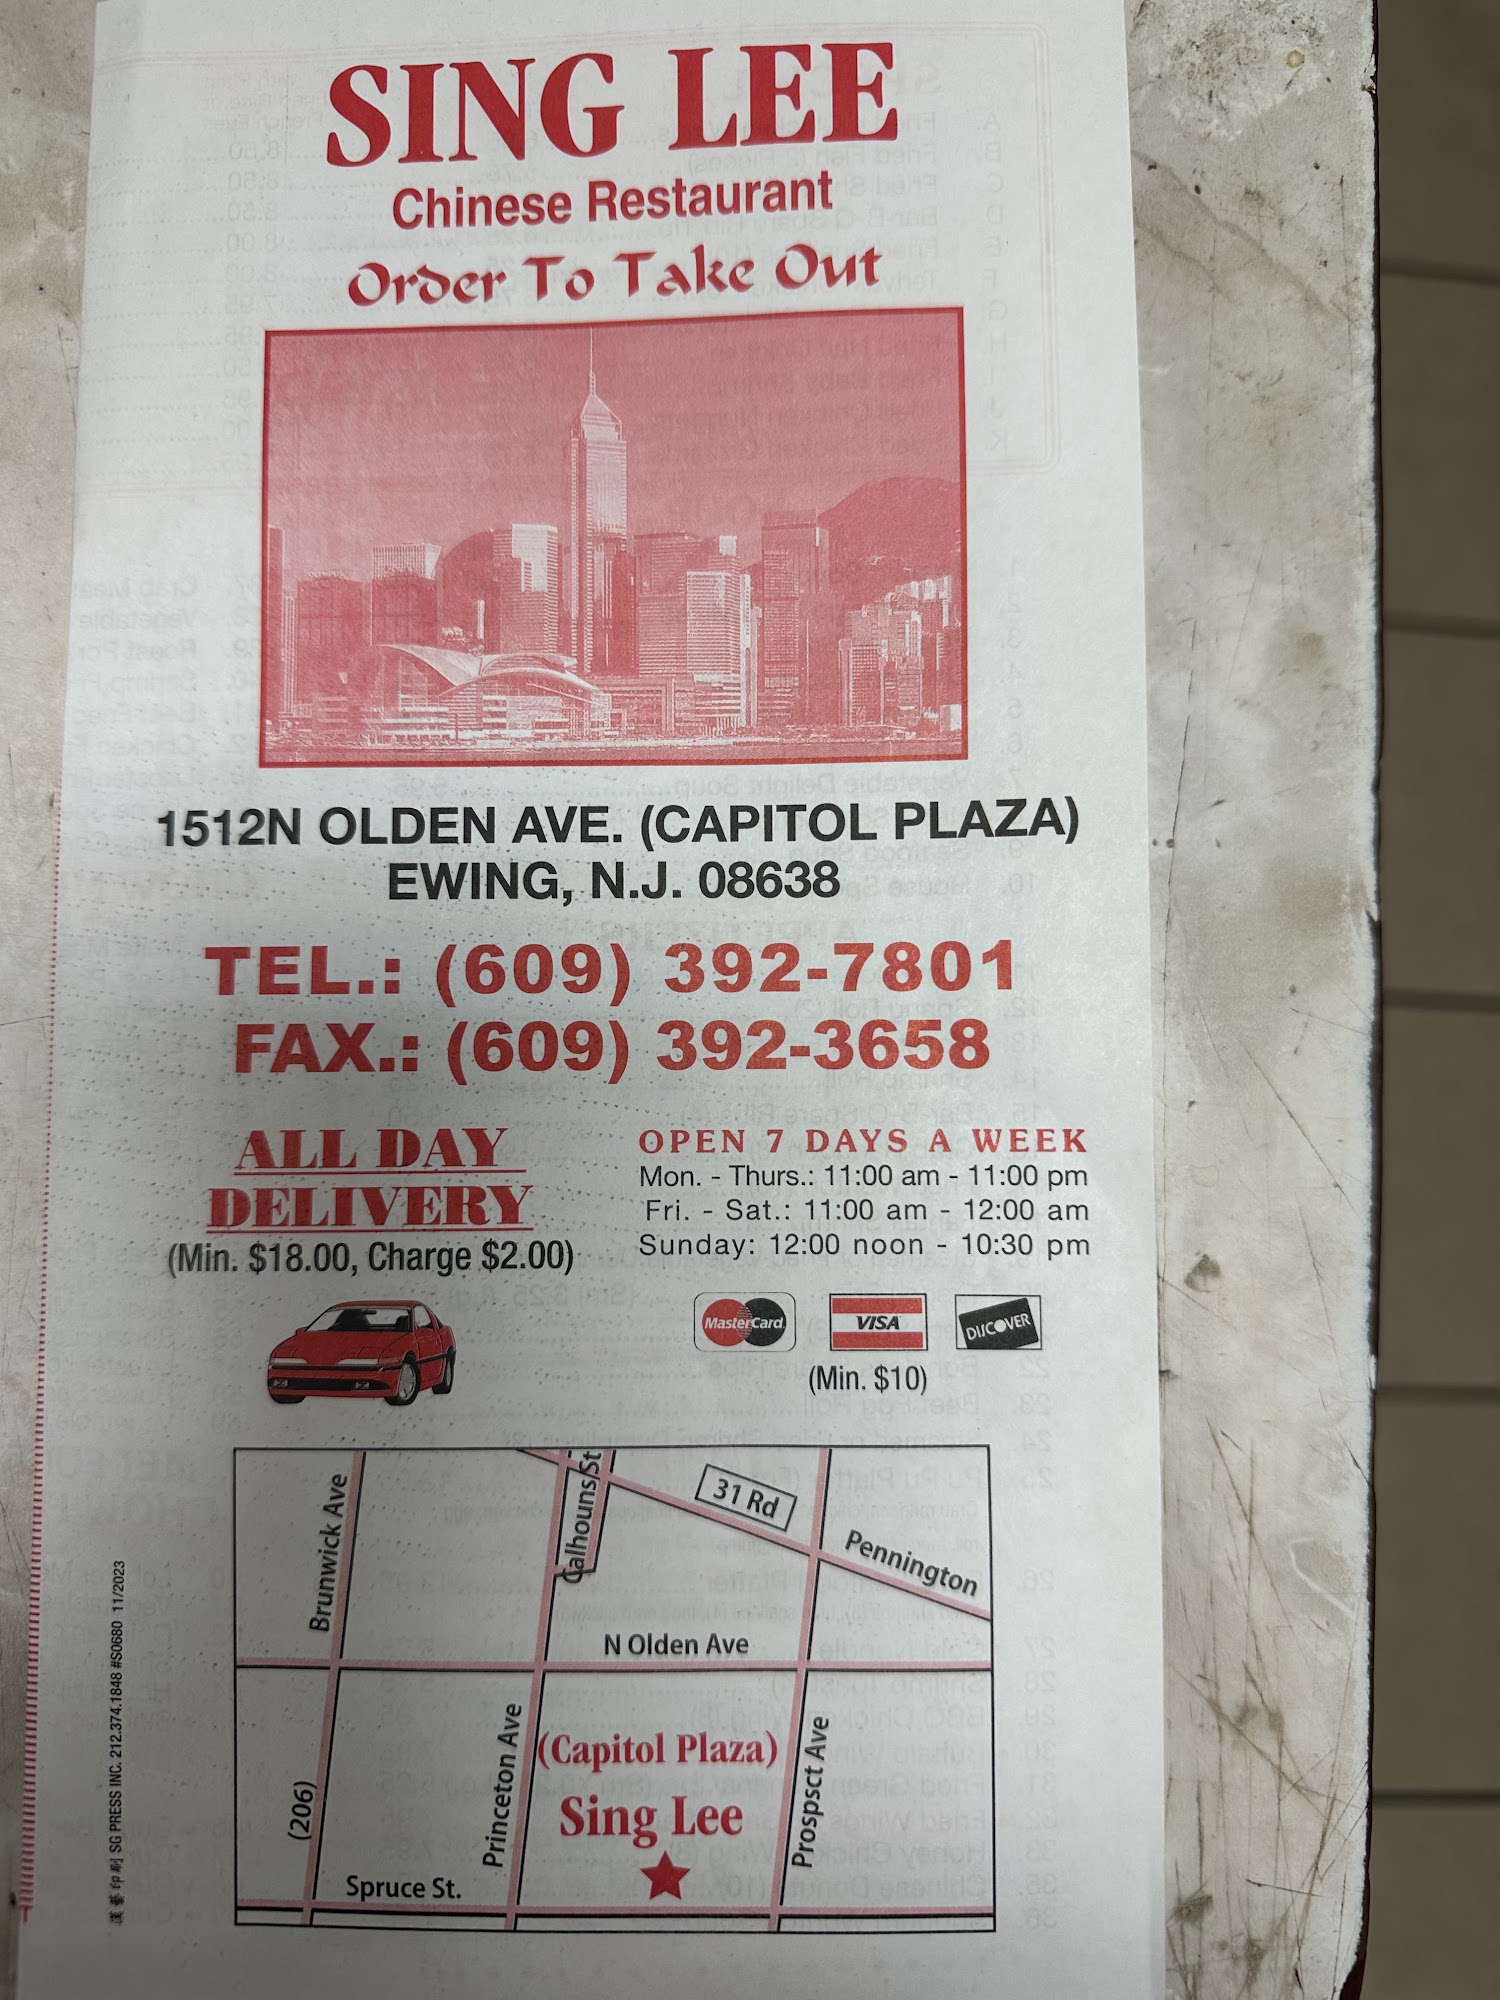 SING LEE
Chinese Restaurant
Order To Take Out
1512N OLDEN AVE. (CAPITOL PLAZA)
EWING, N.J. 08638
TEL.: (609) 392-7801
FAX.: (609) 392-3658
ALL DAY
DELIVERY
(Min. $18.00, Charge $2.00)
OPEN 7 DAYS A WEEK
Mon. - Thurs.: 11:00 am - 11:00 pm
Fri. - Sat.: 11:00 am - 12:00 am
Sunday: 12:00 noon - 10:30 pm
MasterCard
VISA
DISCOVER
(Min. $10)
Brunwick Ave
Calhouns St
31 Rd
Pennington
N Olden Ave
(206)
Princeton Ave
(Capitol Plaza)
Sing Lee
Prospsct Ave
Spruce St.
SG PRESS INC. 212.374.1848 #S0680 11/2023